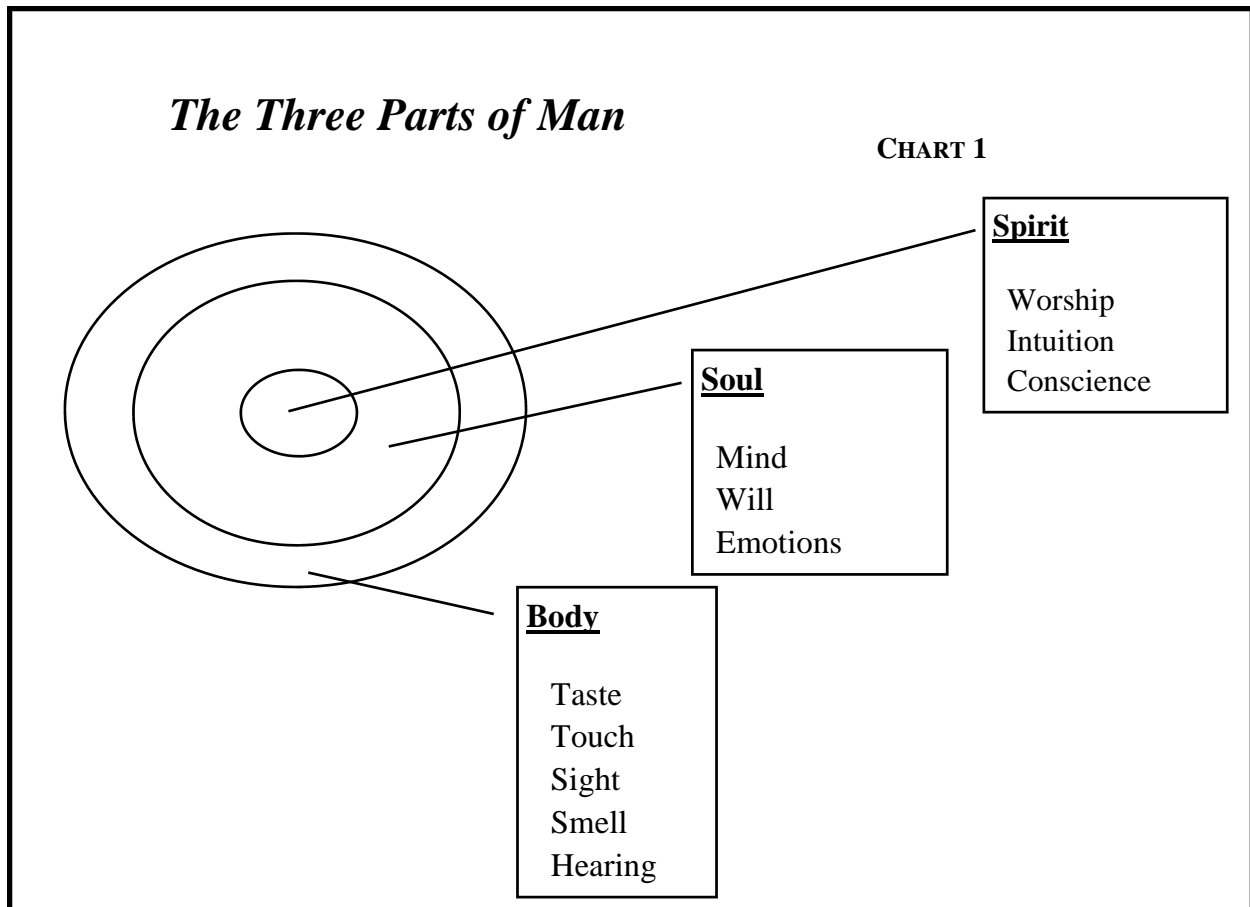 The Three Parts of Man
CHART 1
Spirit
Worship
Intuition
Conscience
Soul
Mind
Will
Emotions
Body
Taste
Touch
Sight
Smell
Hearing